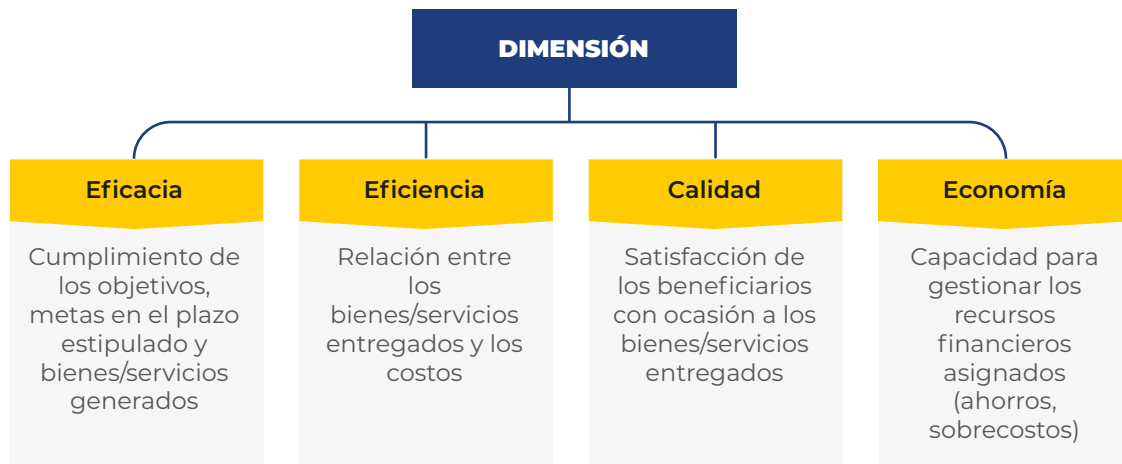 DIMENSIÓN
Eficacia
Cumplimiento de
los objetivos,
metas en el plazo
estipulado y
bienes/servicios
generados
Eficiencia
Relación entre
los
bienes/servicios
entregados y los
costos
Calidad
Satisfacción de
los beneficiarios
con ocasión a los
bienes/servicios
entregados
Economía
Capacidad para
gestionar los
recursos
financieros
asignados
(ahorros,
sobrecostos)